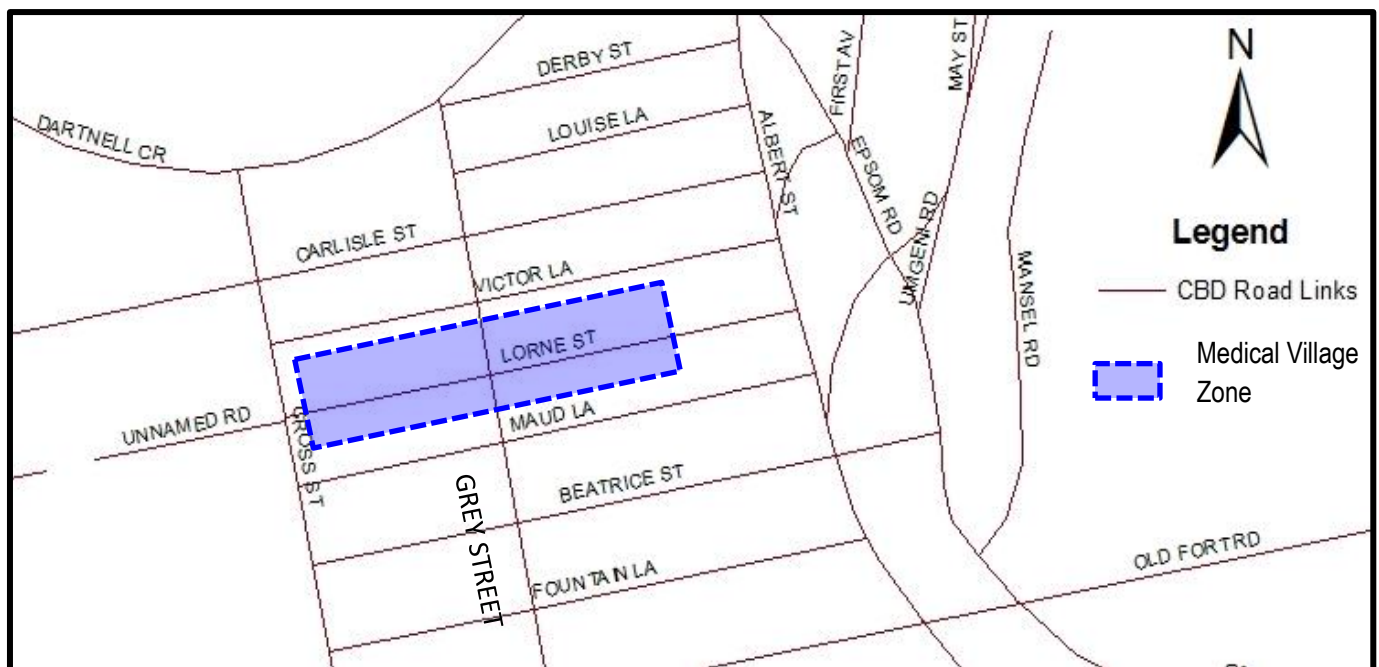 DERBY ST
FIRST AV
MAY ST
N
DARTNELL CR
LOUISE LA
ALBERT ST
EPSOM RD
Legend
CARLISLE ST
UMGENI RD
MANSEL RD
CBD Road Links
VICTOR LA
LORNE ST
Medical Village
Zone
UNNAMED RD
CROSS ST
MAUD LA
GREY STREET
BEATRICE ST
FOUNTAIN LA
OLD FORT RD